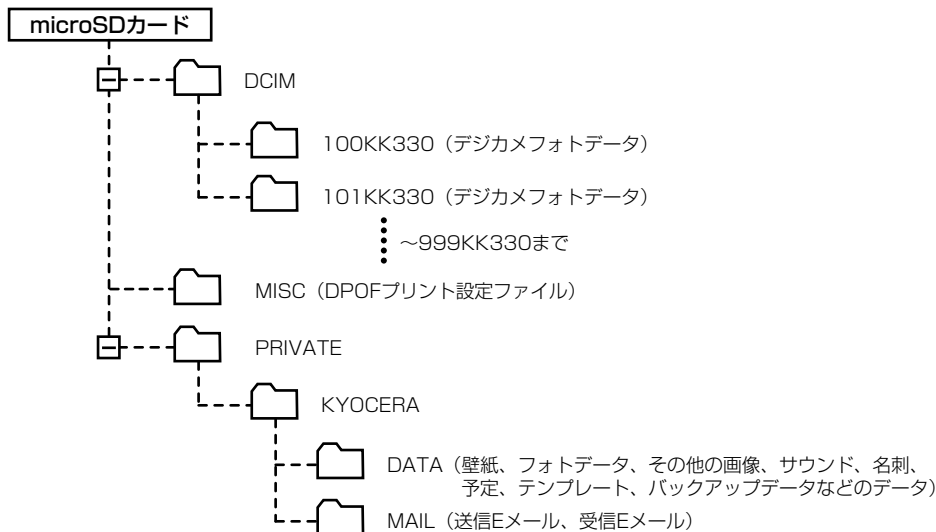 microSDカード
DCIM
100KK330（デジカメフォトデータ）
101KK330（デジカメフォトデータ）
～999KK330まで
MISC（DPOFプリント設定ファイル）
PRIVATE
KYOCERA
DATA（壁紙、フォトデータ、その他の画像、サウンド、名刺、
予定、テンプレート、バックアップデータなどのデータ）
MAIL（送信Eメール、受信Eメール）